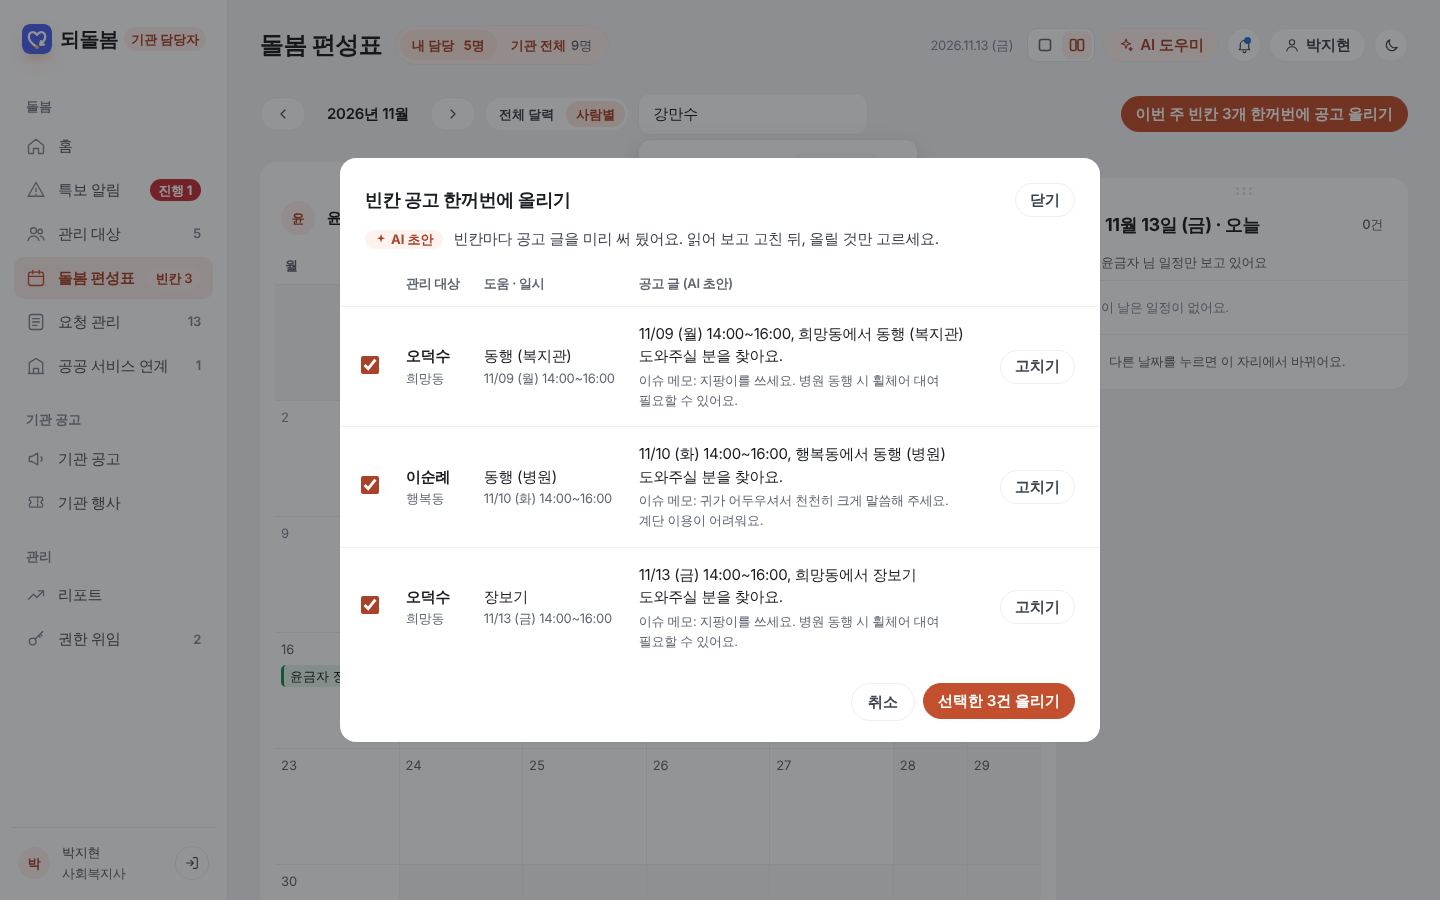 되돌봄 기관 담당자
돌봄
홈
특보 알림 진행 1
관리 대상 5
돌봄 편성표 빈칸 3
요청 관리 13
공공 서비스 연계 1
기관 공고
기관 공고
기관 행사
관리
리포트
권한 위임 2
박 박지현
사회복지사
돌봄 편성표 내 담당 5명 기관 전체 9명
2026.11.13 (금) AI 도우미 박지현
2026년 11월 전체 달력 사람별 강만수 이번 주 빈칸 3개 한꺼번에 공고 올리기
윤 윤
월
2
9
16
윤금자
23 24 25 26 27 28 29
30
빈칸 공고 한꺼번에 올리기 닫기
AI 초안 빈칸마다 공고 글을 미리 써 뒀어요. 읽어 보고 고친 뒤, 올릴 것만 고르세요.
관리 대상 도움 · 일시 공고 글 (AI 초안)
오덕수
희망동
동행 (복지관)
11/09 (월) 14:00~16:00
11/09 (월) 14:00~16:00, 희망동에서 동행 (복지관)
도와주실 분을 찾아요.
이슈 메모: 지팡이를 쓰세요. 병원 동행 시 휠체어 대여
필요할 수 있어요.
고치기
이순례
행복동
동행 (병원)
11/10 (화) 14:00~16:00
11/10 (화) 14:00~16:00, 행복동에서 동행 (병원)
도와주실 분을 찾아요.
이슈 메모: 귀가 어두우셔서 천천히 크게 말씀해 주세요.
계단 이용이 어려워요.
고치기
오덕수
희망동
장보기
11/13 (금) 14:00~16:00
11/13 (금) 14:00~16:00, 희망동에서 장보기
도와주실 분을 찾아요.
이슈 메모: 지팡이를 쓰세요. 병원 동행 시 휠체어 대여
필요할 수 있어요.
고치기
취소 선택한 3건 올리기
11월 13일 (금) · 오늘 0건
윤금자 님 일정만 보고 있어요
이 날은 일정이 없어요.
다른 날짜를 누르면 이 자리에서 바뀌어요.